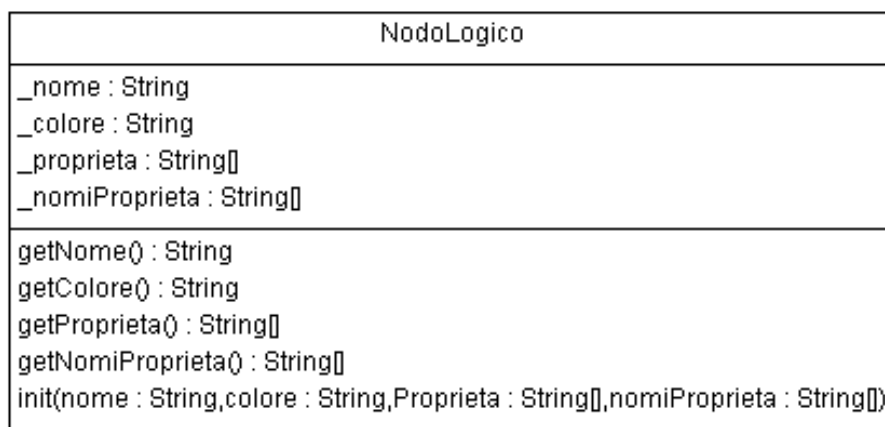 NodoLogico
_nome : String
_colore : String
_proprieta : String[]
_nomiProprieta : String[]
getNome() : String
getColore() : String
getProprieta() : String[]
getNomiProprieta() : String[]
init(nome : String,colore : String,Proprieta : String[],nomiProprieta : String[])